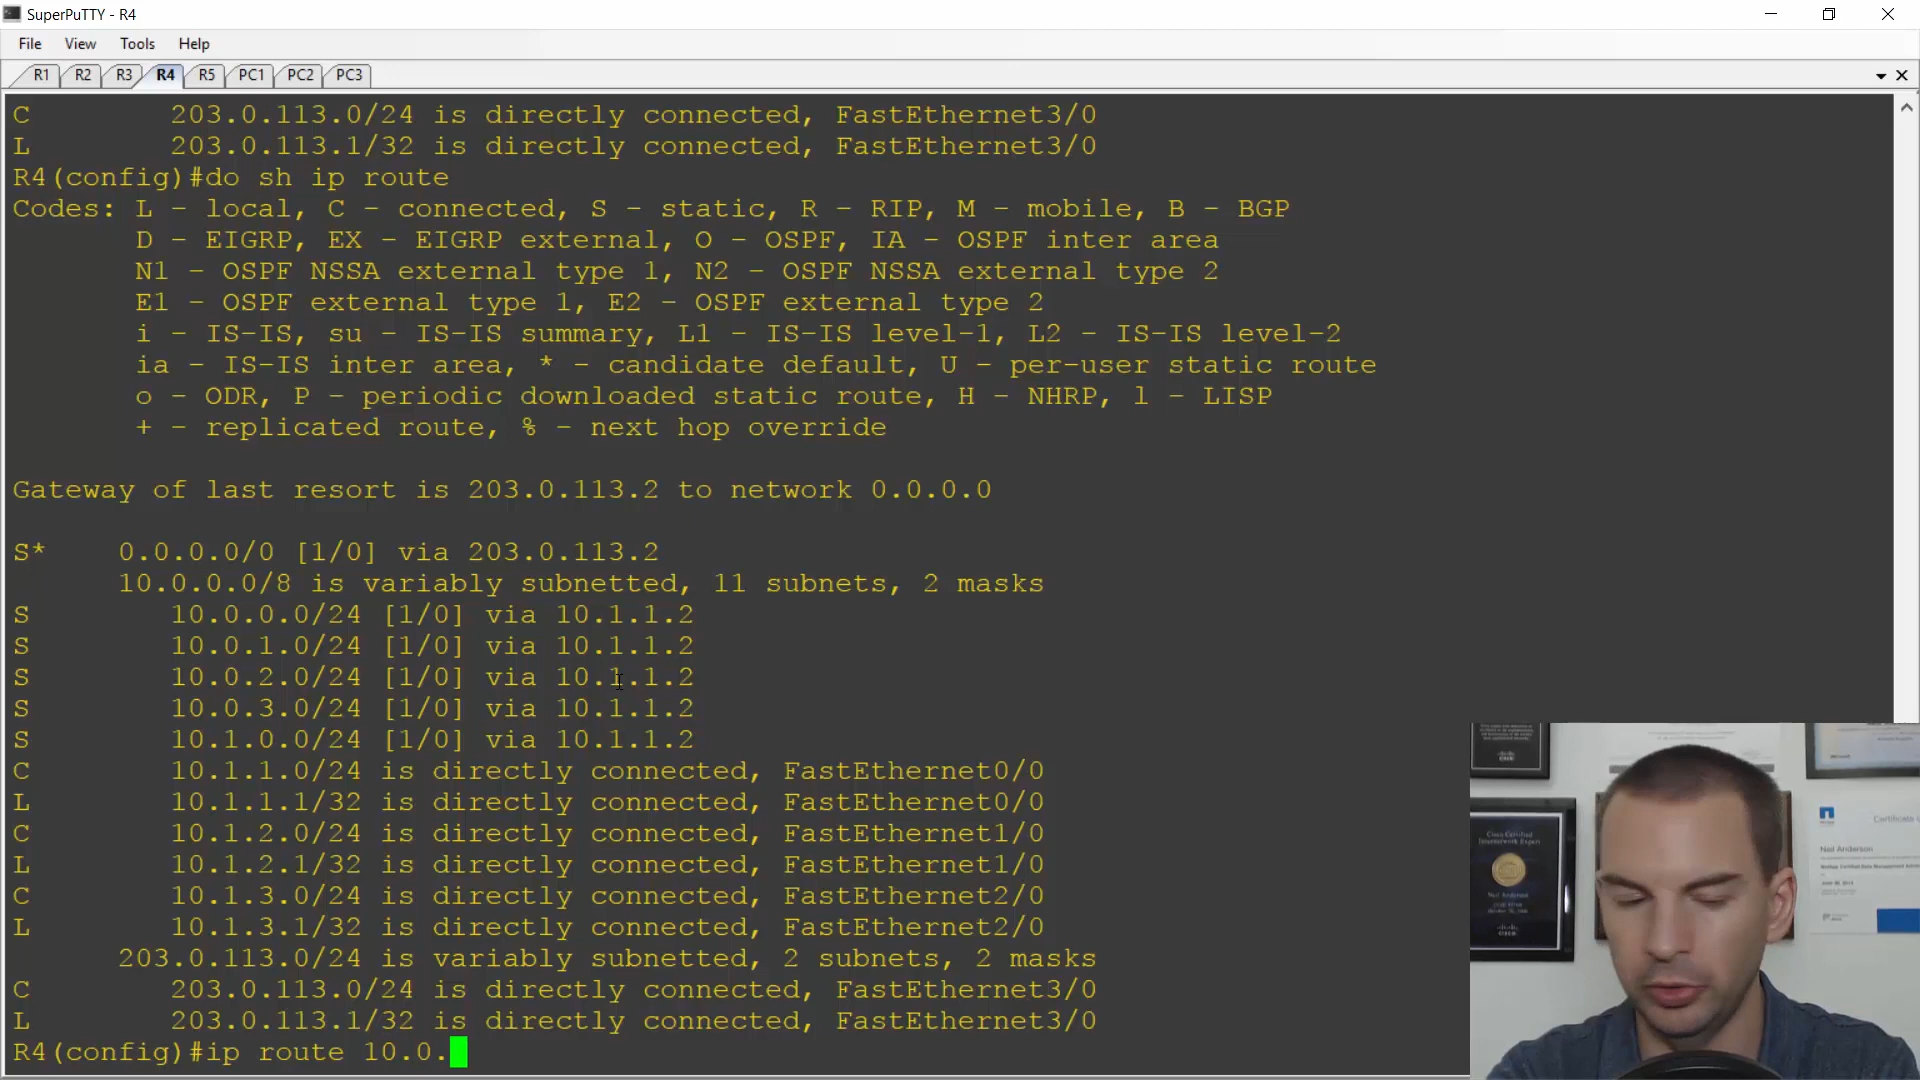 SuperPuTTY - R4
File View Tools Help
R1 R2 R3 R4 R5 PC1 PC2 PC3
C 203.0.113.0/24 is directly connected, FastEthernet3/0
L 203.0.113.1/32 is directly connected, FastEthernet3/0
R4(config)#do sh ip route
Codes: L - local, C - connected, S - static, R - RIP, M - mobile, B - BGP
D - EIGRP, EX - EIGRP external, O - OSPF, IA - OSPF inter area
N1 - OSPF NSSA external type 1, N2 - OSPF NSSA external type 2
E1 - OSPF external type 1, E2 - OSPF external type 2
i - IS-IS, su - IS-IS summary, L1 - IS-IS level-1, L2 - IS-IS level-2
ia - IS-IS inter area, * - candidate default, U - per-user static route
o - ODR, P - periodic downloaded static route, H - NHRP, l - LISP
+ - replicated route, % - next hop override
Gateway of last resort is 203.0.113.2 to network 0.0.0.0
S* 0.0.0.0/0 [1/0] via 203.0.113.2
10.0.0.0/8 is variably subnetted, 11 subnets, 2 masks
S 10.0.0.0/24 [1/0] via 10.1.1.2
S 10.0.1.0/24 [1/0] via 10.1.1.2
S 10.0.2.0/24 [1/0] via 10.1.1.2
S 10.0.3.0/24 [1/0] via 10.1.1.2
S 10.1.0.0/24 [1/0] via 10.1.1.2
C 10.1.1.0/24 is directly connected, FastEthernet0/0
L 10.1.1.1/32 is directly connected, FastEthernet0/0
C 10.1.2.0/24 is directly connected, FastEthernet1/0
L 10.1.2.1/32 is directly connected, FastEthernet1/0
C 10.1.3.0/24 is directly connected, FastEthernet2/0
L 10.1.3.1/32 is directly connected, FastEthernet2/0
203.0.113.0/24 is variably subnetted, 2 subnets, 2 masks
C 203.0.113.0/24 is directly connected, FastEthernet3/0
L 203.0.113.1/32 is directly connected, FastEthernet3/0
R4(config)#ip route 10.0.
Neil Anderson